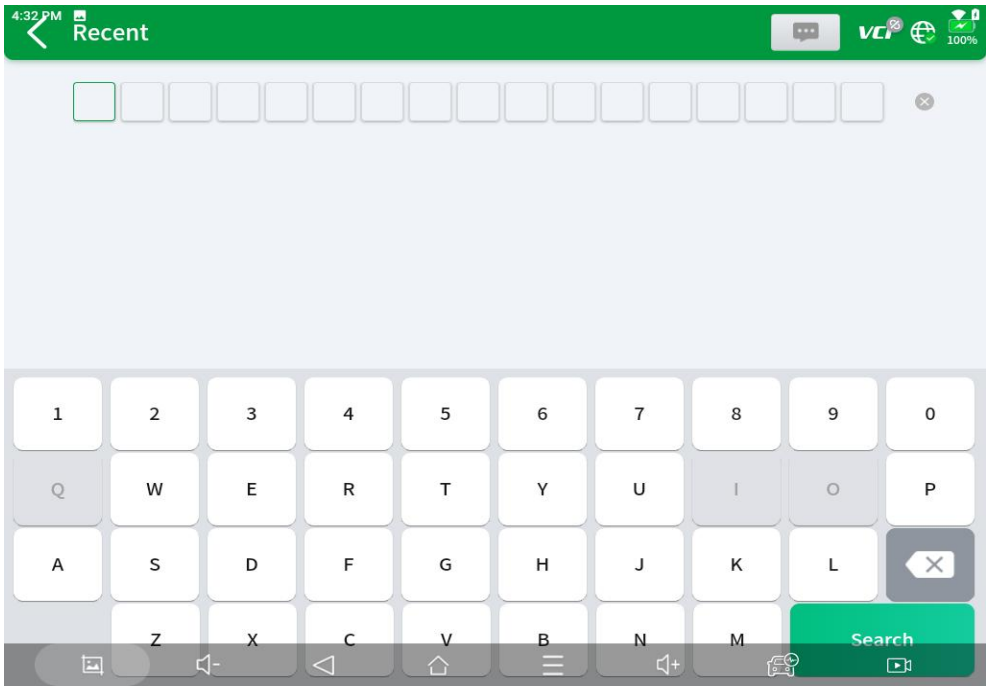 4:32 PM
Recent
VCI
100%
1 2 3 4 5 6 7 8 9 0
Q W E R T Y U I O P
A S D F G H J K L
Z X C V B N M Search